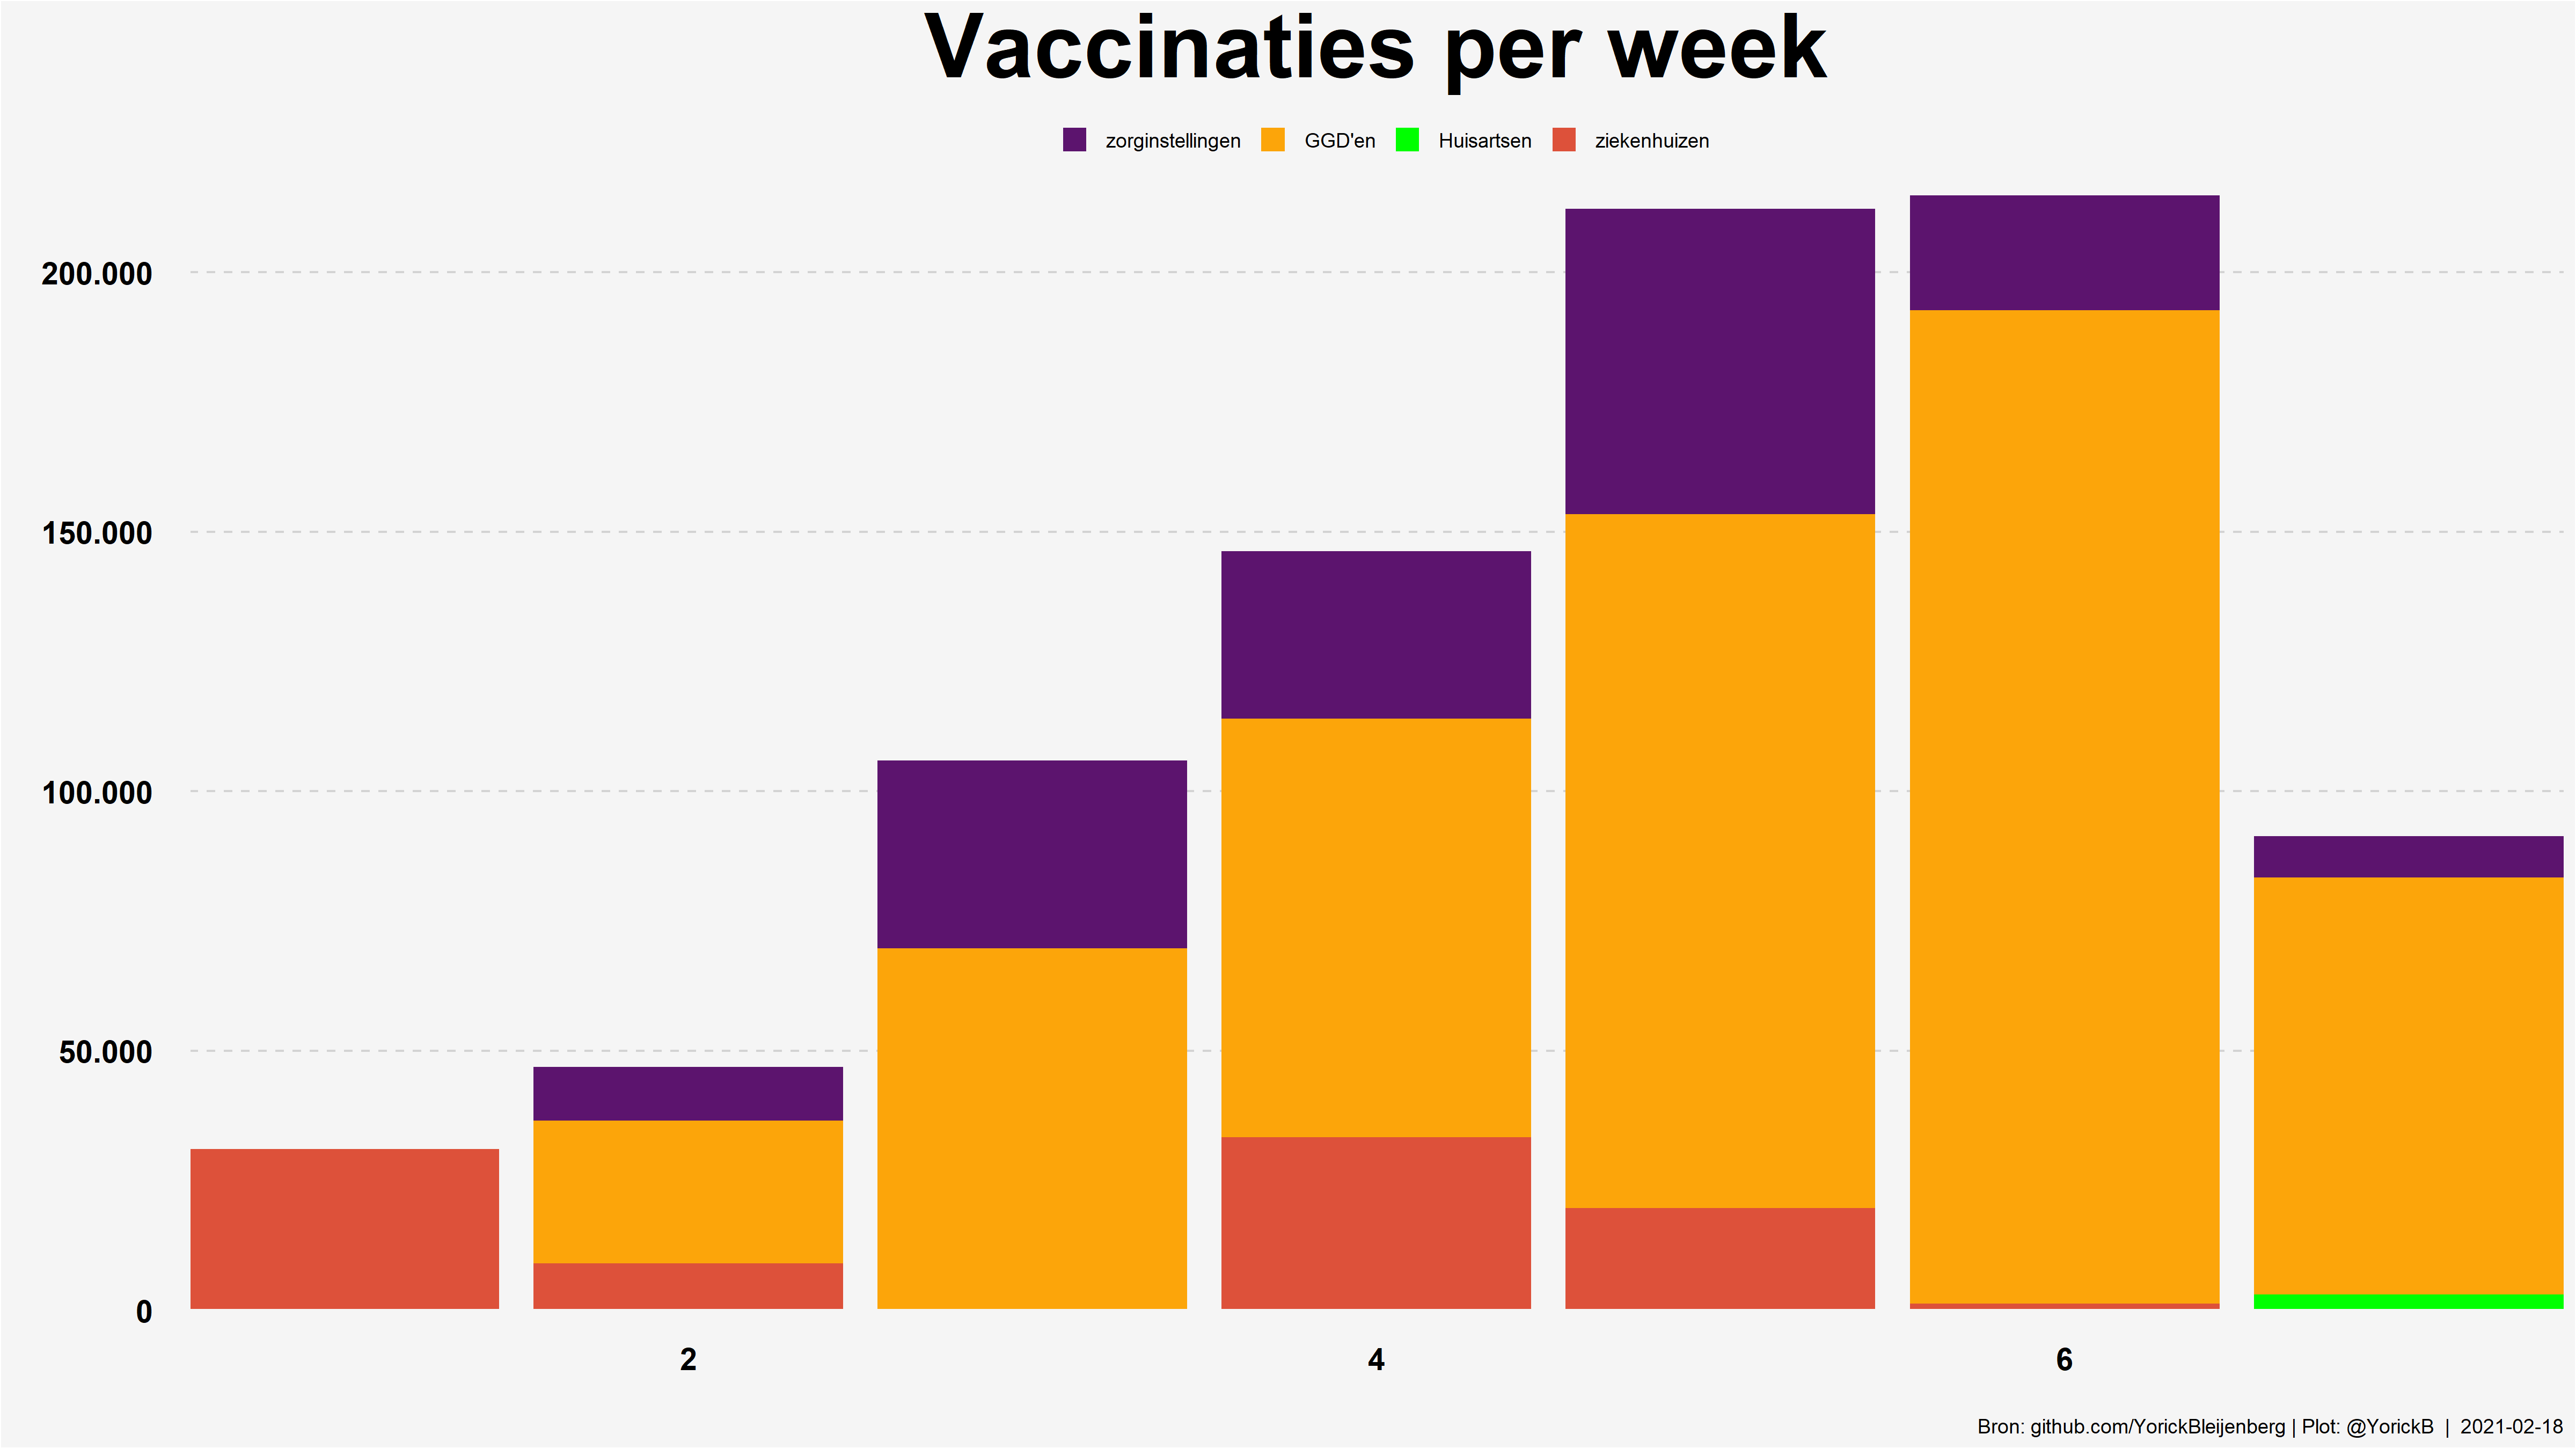 Vaccinaties per week
zorginstellingen GGD'en Huisartsen ziekenhuizen
200.000
150.000
100.000
50.000
0
2 4 6
Bron: github.com/YorickBleijenberg | Plot: @YorickB | 2021-02-18